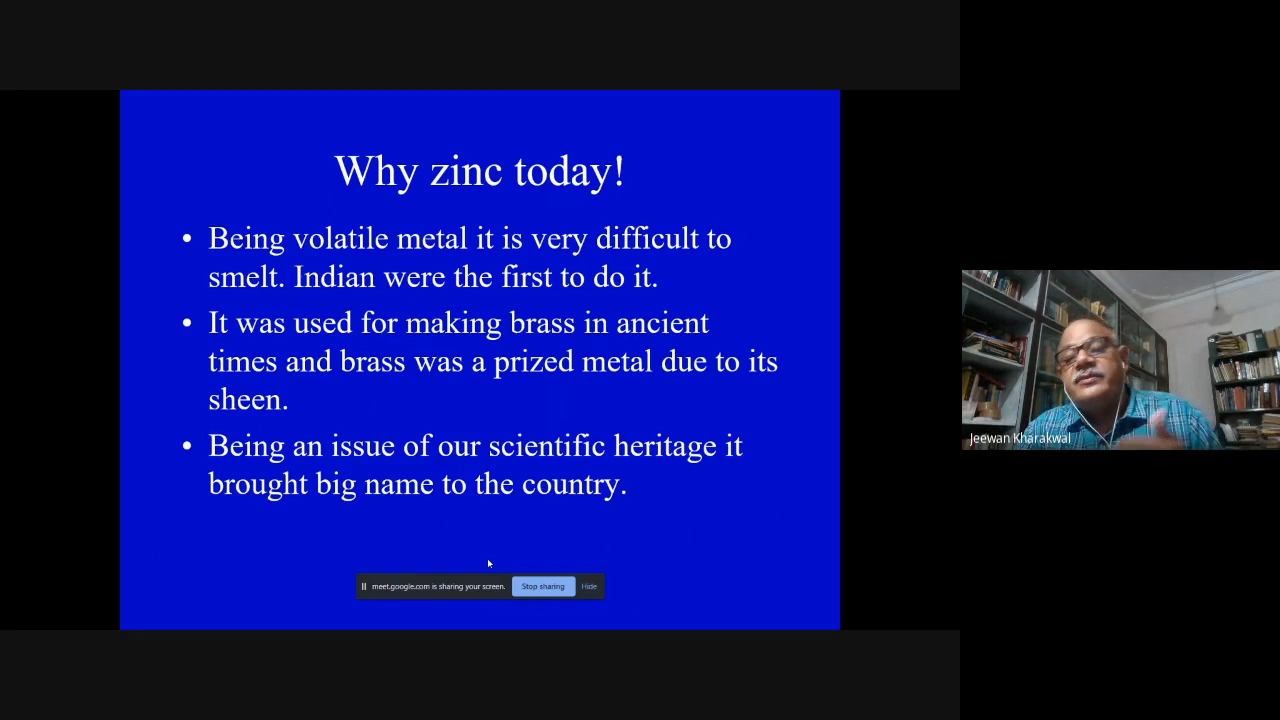 Why zinc today!
• Being volatile metal it is very difficult to
smelt. Indian were the first to do it.
• It was used for making brass in ancient
times and brass was a prized metal due to its
sheen.
• Being an issue of our scientific heritage it
brought big name to the country.
meet.google.com is sharing your screen. Stop sharing Hide
Jeewan Kharakwal